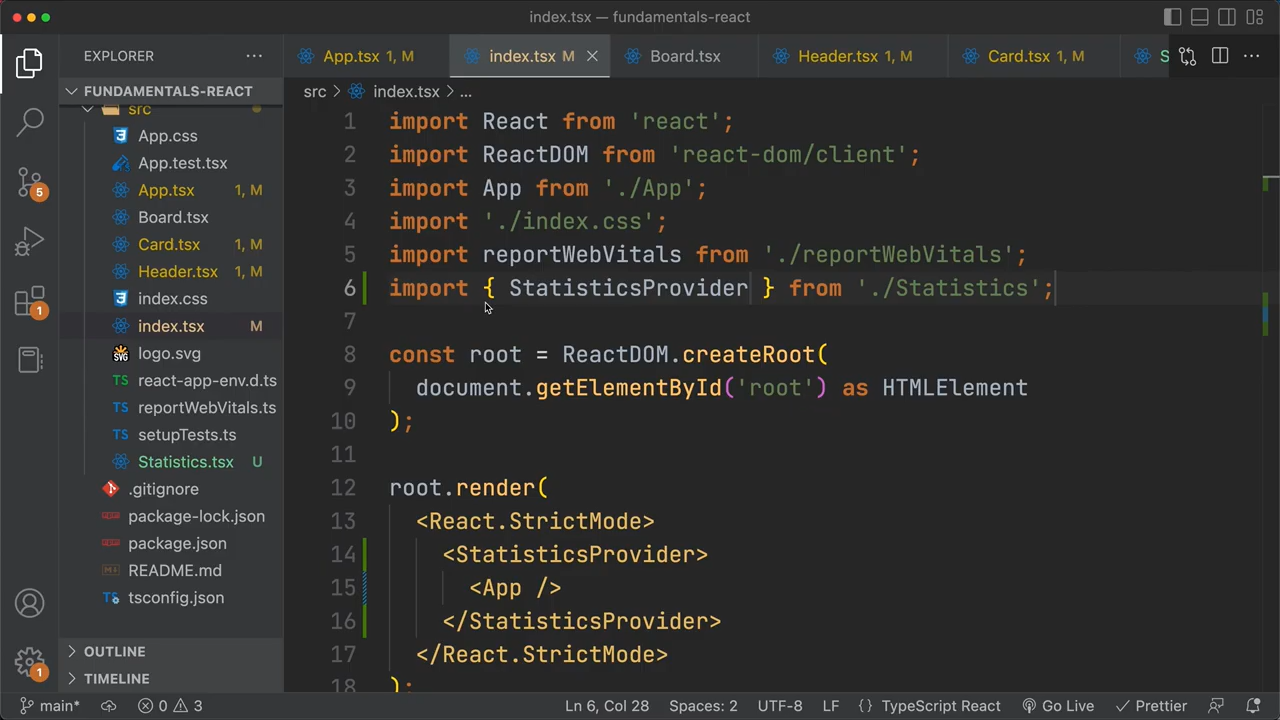 index.tsx — fundamentals-react
EXPLORER
App.tsx 1, M
index.tsx M
Board.tsx
Header.tsx 1, M
Card.tsx 1, M
S
FUNDAMENTALS-REACT
src > index.tsx > ...
src
App.css
App.test.tsx
App.tsx 1, M
Board.tsx
Card.tsx 1, M
Header.tsx 1, M
index.css
index.tsx M
logo.svg
react-app-env.d.ts
reportWebVitals.ts
setupTests.ts
Statistics.tsx U
.gitignore
package-lock.json
package.json
README.md
tsconfig.json
OUTLINE
TIMELINE
5
1
1
1 import React from 'react';
2 import ReactDOM from 'react-dom/client';
3 import App from './App';
4 import './index.css';
5 import reportWebVitals from './reportWebVitals';
6 import { StatisticsProvider } from './Statistics';
7
8 const root = ReactDOM.createRoot(
9 document.getElementById('root') as HTMLElement
10 );
11
12 root.render(
13 <React.StrictMode>
14 <StatisticsProvider>
15 <App />
16 </StatisticsProvider>
17 </React.StrictMode>
18 );
main* 0 3 Ln 6, Col 28 Spaces: 2 UTF-8 LF {} TypeScript React Go Live Prettier